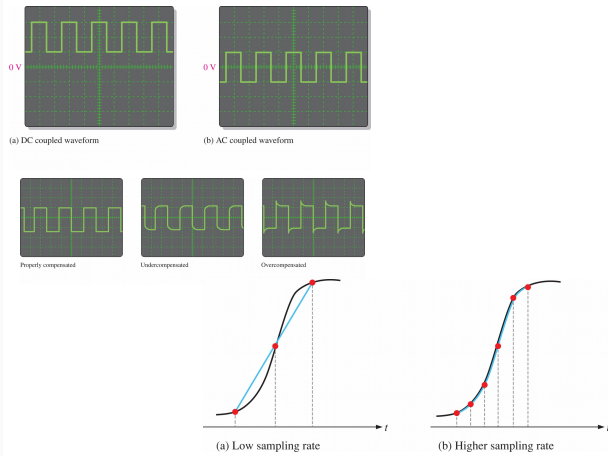 0 V
0 V
(a) DC coupled waveform
(b) AC coupled waveform
Properly compensated
Undercompensated
Overcompensated
t
t
(a) Low sampling rate
(b) Higher sampling rate